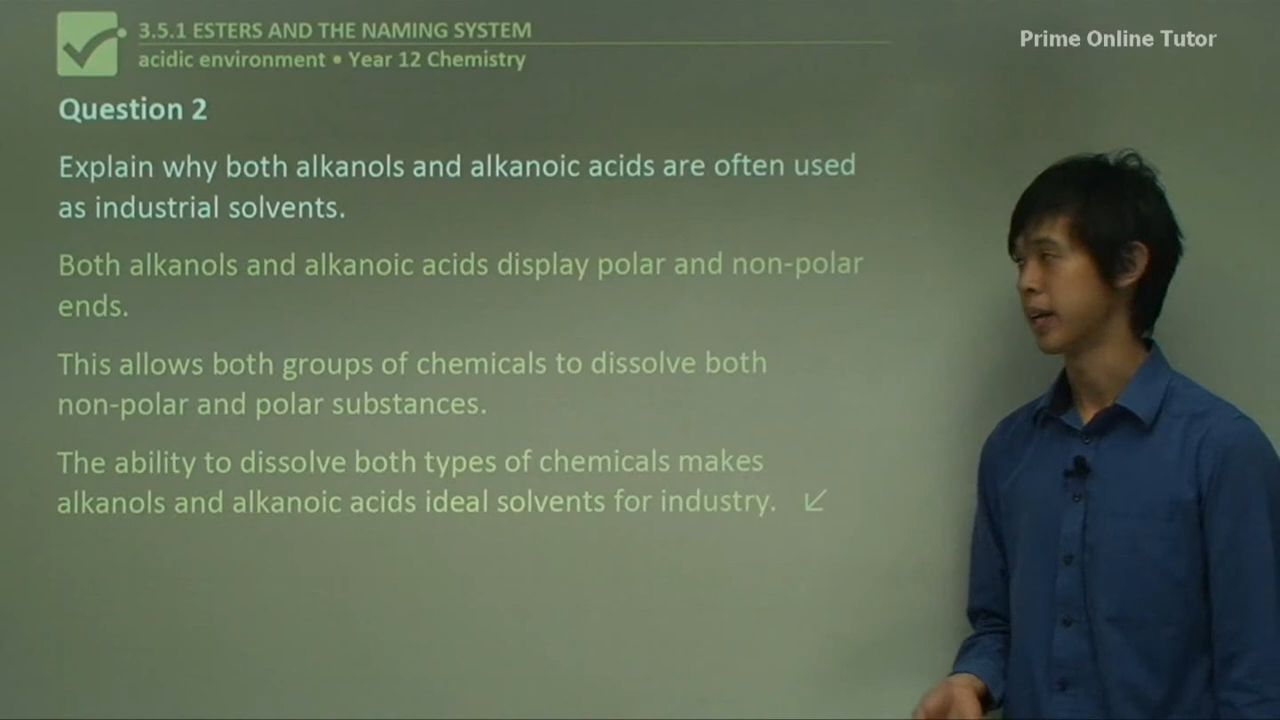 3.5.1 ESTERS AND THE NAMING SYSTEM
acidic environment • Year 12 Chemistry
Prime Online Tutor
Question 2
Explain why both alkanols and alkanoic acids are often used
as industrial solvents.
Both alkanols and alkanoic acids display polar and non-polar
ends.
This allows both groups of chemicals to dissolve both
non-polar and polar substances.
The ability to dissolve both types of chemicals makes
alkanols and alkanoic acids ideal solvents for industry.